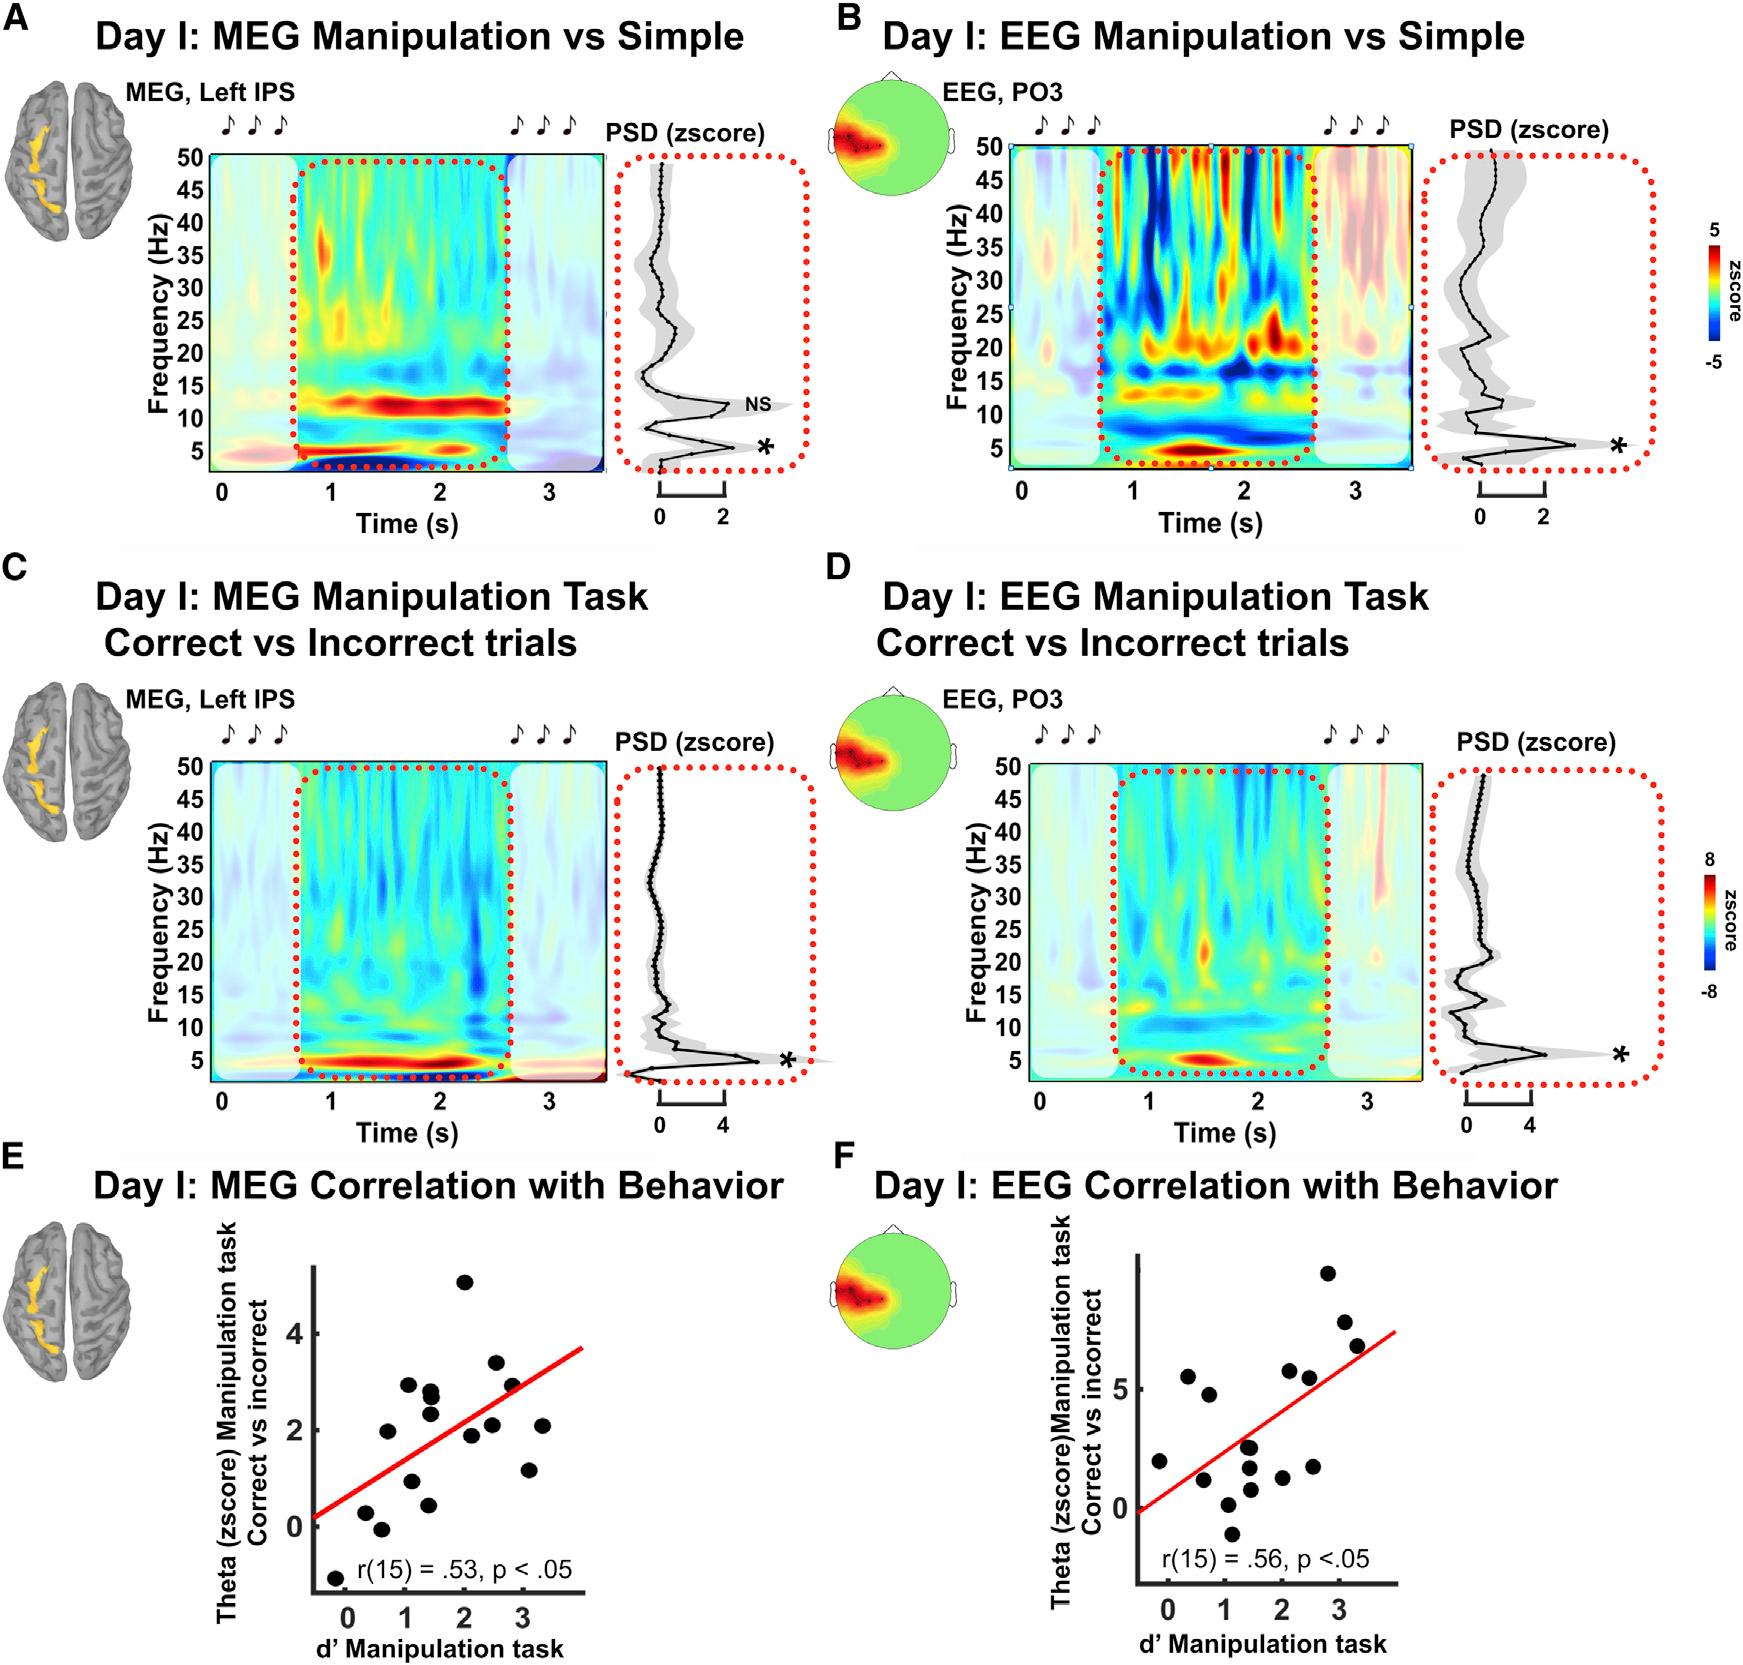 A
Day I: MEG Manipulation vs Simple
MEG, Left IPS
PSD (zscore)
50
45
40
35
30
25
20
15
10
5
Frequency (Hz)
NS
*
0 1 2 3
Time (s)
0 2
B
Day I: EEG Manipulation vs Simple
EEG, PO3
PSD (zscore)
50
45
40
35
30
25
20
15
10
5
Frequency (Hz)
*
0 1 2 3
Time (s)
0 2
5
zscore
-5
C
Day I: MEG Manipulation Task
Correct vs Incorrect trials
MEG, Left IPS
PSD (zscore)
50
45
40
35
30
25
20
15
10
5
Frequency (Hz)
*
0 1 2 3
Time (s)
0 4
D
Day I: EEG Manipulation Task
Correct vs Incorrect trials
EEG, PO3
PSD (zscore)
50
45
40
35
30
25
20
15
10
5
Frequency (Hz)
*
0 1 2 3
Time (s)
0 4
8
zscore
-8
E
Day I: MEG Correlation with Behavior
Theta (zscore) Manipulation task
Correct vs incorrect
4
2
0
r(15) = .53, p < .05
0 1 2 3
d’ Manipulation task
F
Day I: EEG Correlation with Behavior
Theta (zscore)Manipulation task
Correct vs incorrect
5
0
r(15) = .56, p <.05
0 1 2 3
d’ Manipulation task